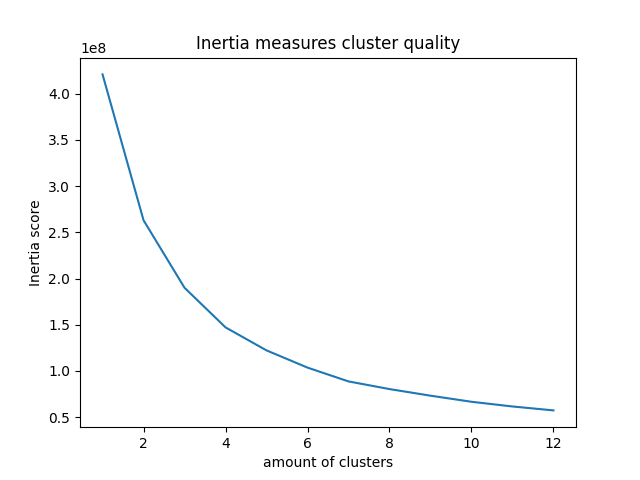 Inertia measures cluster quality
1e8
4.0
3.5
3.0
2.5
2.0
1.5
1.0
0.5
Inertia score
2 4 6 8 10 12
amount of clusters